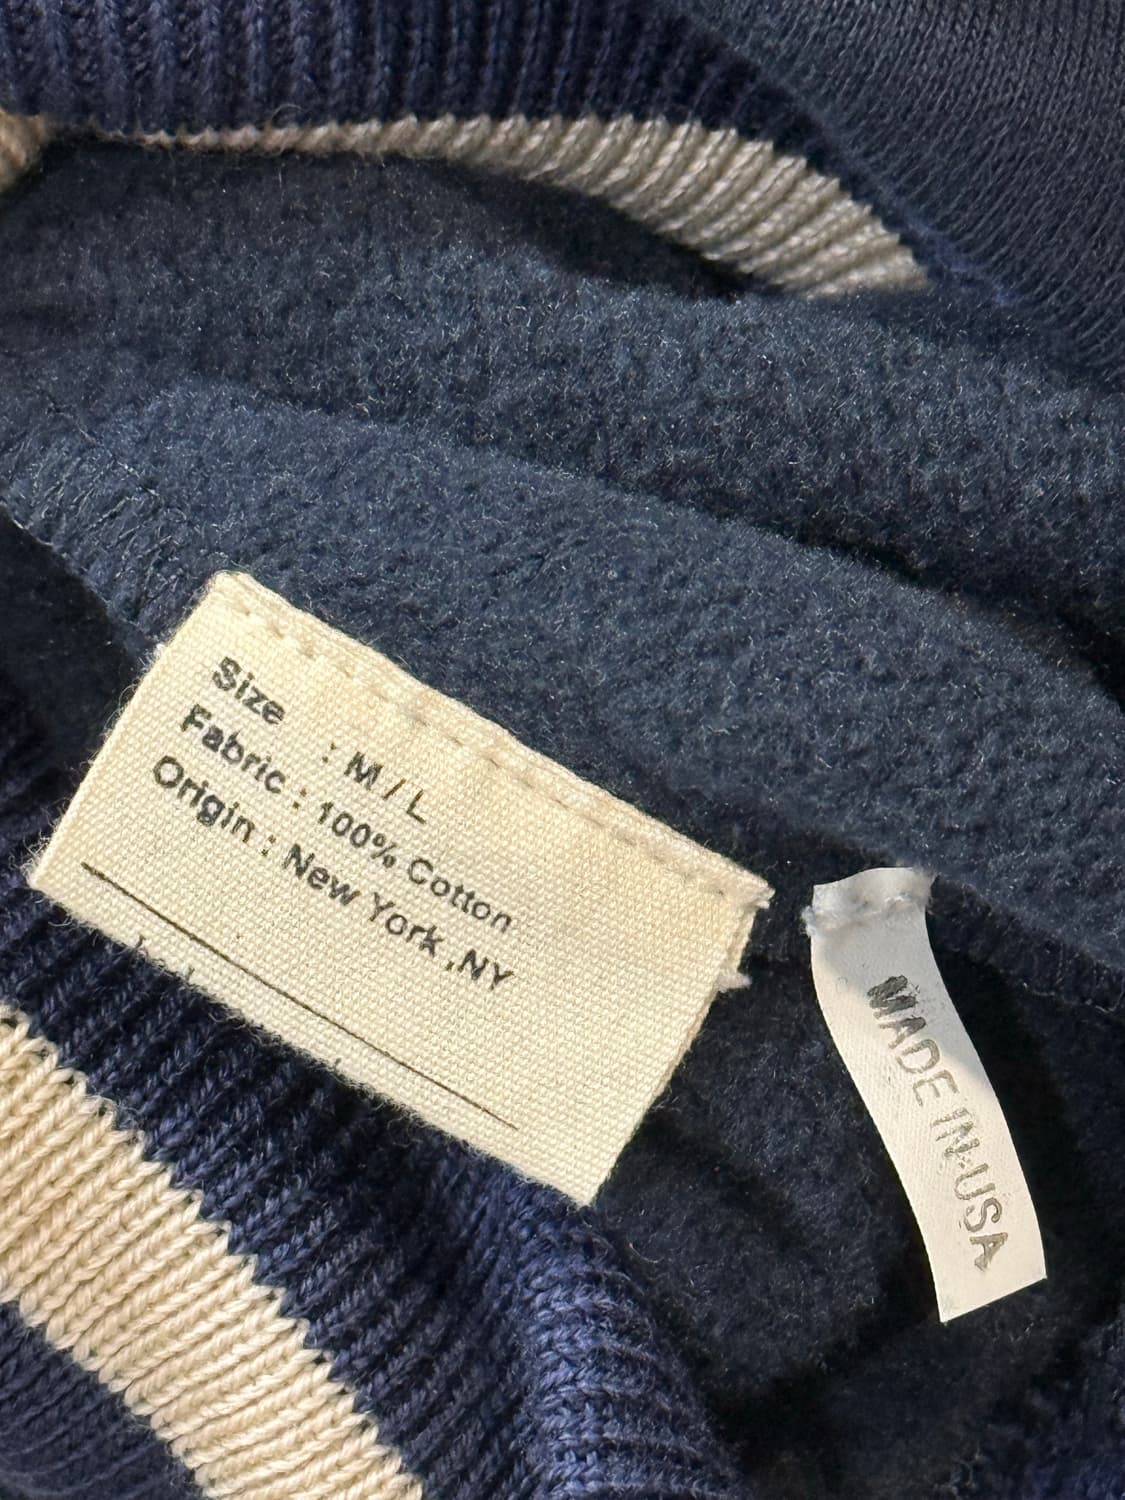 Size : M / L
Fabric : 100% Cotton
Origin : New York ,NY
MADE IN USA